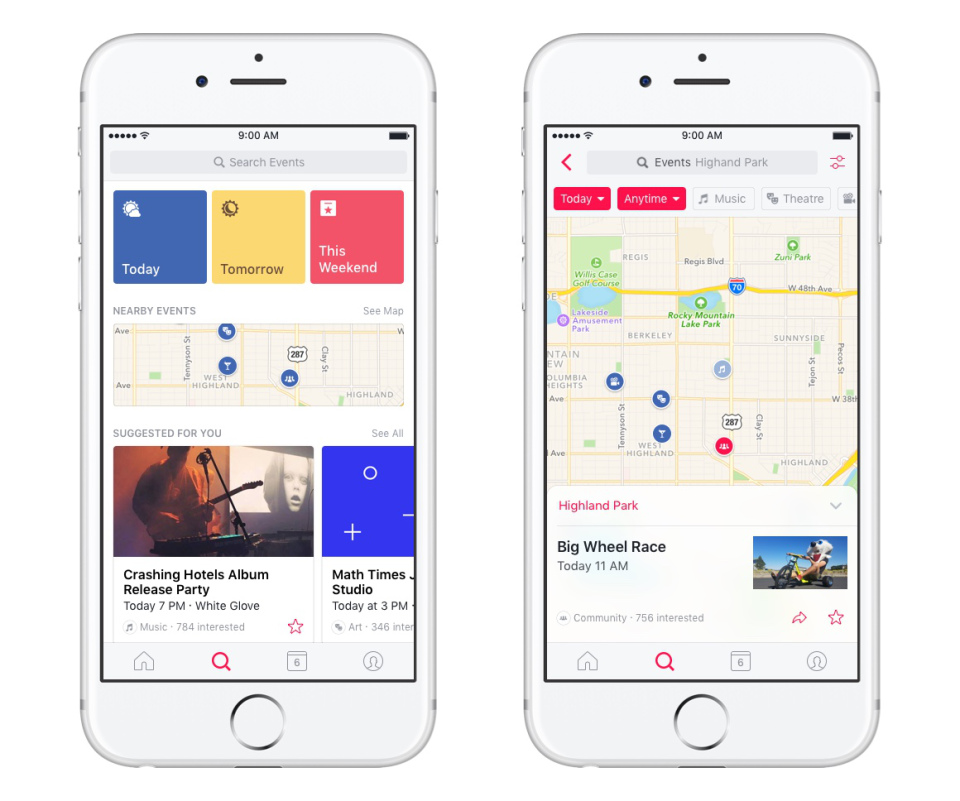 9:00 AM
Search Events
Today
Tomorrow
This
Weekend
NEARBY EVENTS
See Map
Ave
W
Tennyson St
287
Clay St
WEST
HIGHLAND
Ave
HIGHLAND
SUGGESTED FOR YOU
See All
Crashing Hotels Album
Release Party
Today 7 PM · White Glove
Music · 784 interested
Math Times J
Studio
Today at 3 PM ·
Art · 346 inter
6
9:00 AM
Events Highand Park
Today
Anytime
Music
Theatre
REGIS
Regis Blvd
Zuni Park
Willis Case
Golf Course
70
W 48th Ave
DE
Lakeside
Amusement
Park
Rocky Mountain
Lake Park
BERKELEY
SUNNYSIDE
NTAIN
EW
OLUMBIA
HEIGHTS
Pecos St
Tejon St
Ave
W 38th
Tennyson St
287
Clay St
WEST
HIGHLAND
l Ave
HIGHLAND
Highland Park
Big Wheel Race
Today 11 AM
Community · 756 interested
6